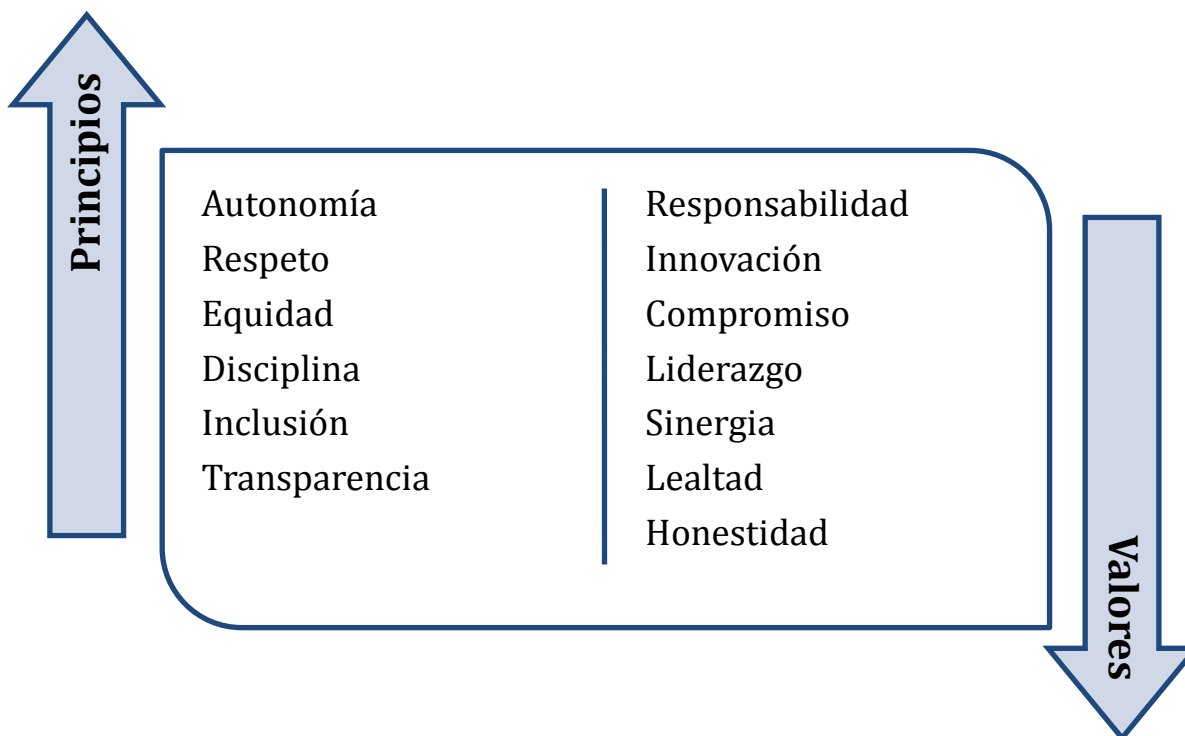 Principios
Autonomía
Respeto
Equidad
Disciplina
Inclusión
Transparencia
Responsabilidad
Innovación
Compromiso
Liderazgo
Sinergia
Lealtad
Honestidad
Valores